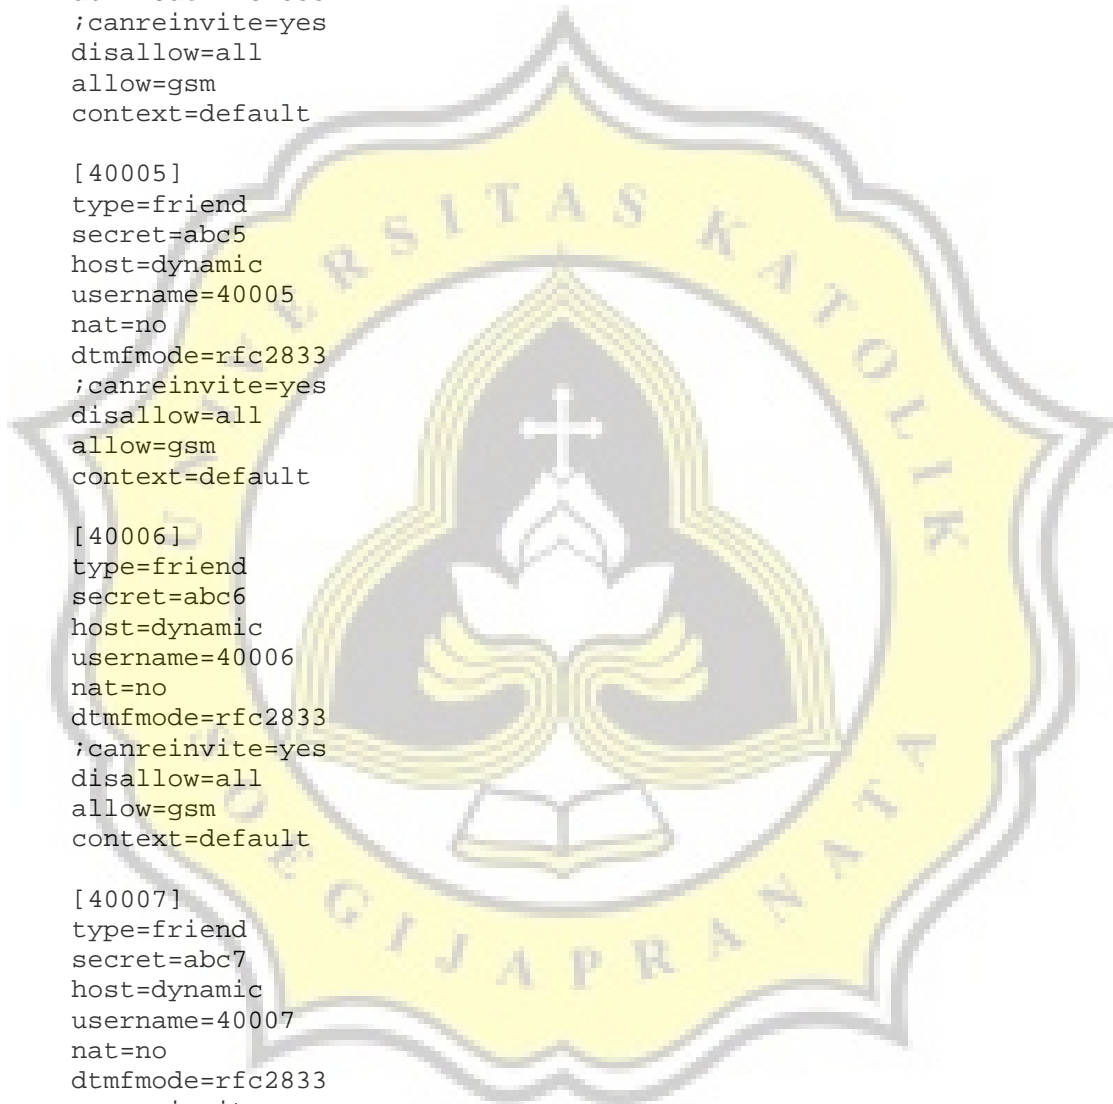 ;canreinvite=yes
disallow=all
allow=gsm
context=default
[40005]
type=friend
secret=abc5
host=dynamic
username=40005
nat=no
dtmfmode=rfc2833
;canreinvite=yes
disallow=all
allow=gsm
context=default
[40006]
type=friend
secret=abc6
host=dynamic
username=40006
nat=no
dtmfmode=rfc2833
;canreinvite=yes
disallow=all
allow=gsm
context=default
[40007]
type=friend
secret=abc7
host=dynamic
username=40007
nat=no
dtmfmode=rfc2833
UNIVERSITAS KATOLIK
SOEGIJAPRANATA